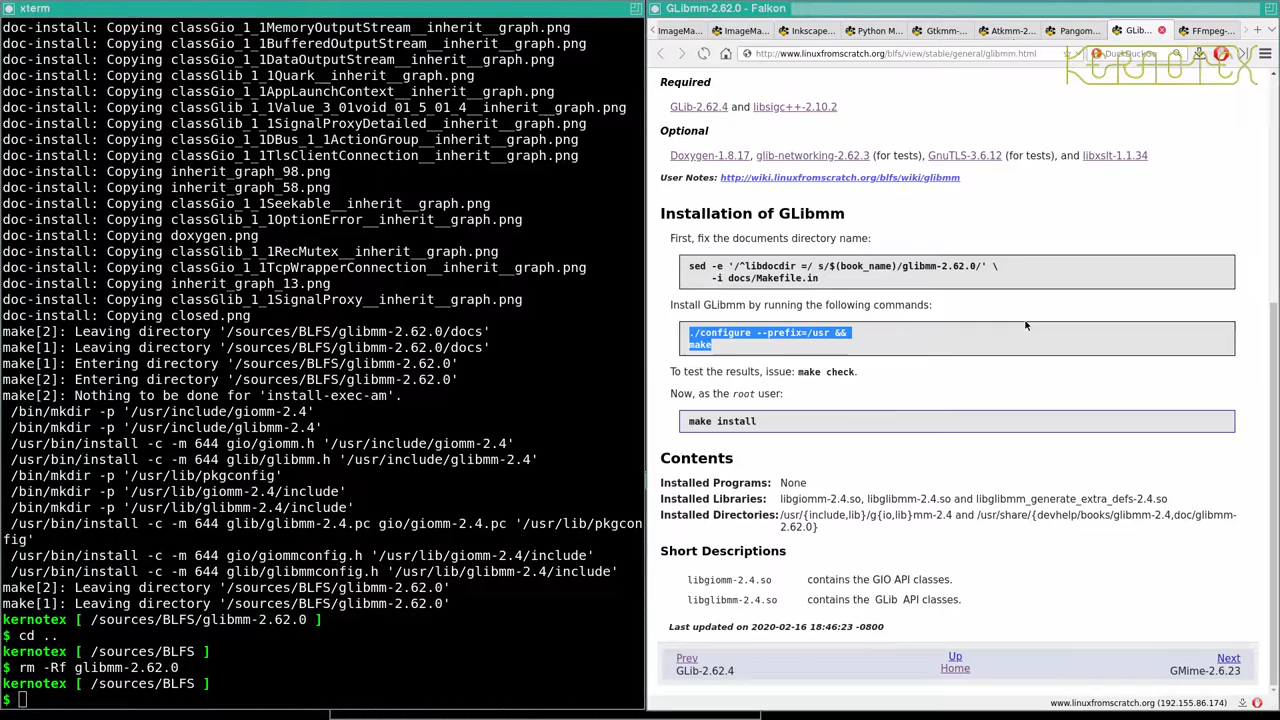 xterm
doc-install: Copying classGio_1_1MemoryOutputStream__inherit__graph.png
doc-install: Copying classGio_1_1BufferedOutputStream__inherit__graph.png
doc-install: Copying classGio_1_1DataOutputStream__inherit__graph.png
doc-install: Copying classGlib_1_1Quark__inherit__graph.png
doc-install: Copying classGio_1_1AppLaunchContext__inherit__graph.png
doc-install: Copying classGlib_1_1Value_3_01void_01_5_01_4__inherit__graph.png
doc-install: Copying classGlib_1_1SignalProxyDetailed__inherit__graph.png
doc-install: Copying classGio_1_1DBus_1_1ActionGroup__inherit__graph.png
doc-install: Copying classGio_1_1TlsClientConnection__inherit__graph.png
doc-install: Copying inherit_graph_98.png
doc-install: Copying inherit_graph_58.png
doc-install: Copying classGio_1_1Seekable__inherit__graph.png
doc-install: Copying classGlib_1_1OptionError__inherit__graph.png
doc-install: Copying doxygen.png
doc-install: Copying classGlib_1_1RecMutex__inherit__graph.png
doc-install: Copying classGio_1_1TcpWrapperConnection__inherit__graph.png
doc-install: Copying inherit_graph_13.png
doc-install: Copying classGlib_1_1SignalProxy__inherit__graph.png
doc-install: Copying closed.png
make[2]: Leaving directory '/sources/BLFS/glibmm-2.62.0/docs'
make[1]: Leaving directory '/sources/BLFS/glibmm-2.62.0/docs'
make[1]: Entering directory '/sources/BLFS/glibmm-2.62.0'
make[2]: Entering directory '/sources/BLFS/glibmm-2.62.0'
make[2]: Nothing to be done for 'install-exec-am'.
/bin/mkdir -p '/usr/include/giomm-2.4'
/bin/mkdir -p '/usr/include/glibmm-2.4'
/usr/bin/install -c -m 644 gio/giomm.h '/usr/include/giomm-2.4'
/usr/bin/install -c -m 644 glib/glibmm.h '/usr/include/glibmm-2.4'
/bin/mkdir -p '/usr/lib/pkgconfig'
/bin/mkdir -p '/usr/lib/giomm-2.4/include'
/bin/mkdir -p '/usr/lib/glibmm-2.4/include'
/usr/bin/install -c -m 644 glib/glibmm-2.4.pc gio/giomm-2.4.pc '/usr/lib/pkgcon
fig'
/usr/bin/install -c -m 644 gio/giommconfig.h '/usr/lib/giomm-2.4/include'
/usr/bin/install -c -m 644 glib/glibmmconfig.h '/usr/lib/glibmm-2.4/include'
make[2]: Leaving directory '/sources/BLFS/glibmm-2.62.0'
make[1]: Leaving directory '/sources/BLFS/glibmm-2.62.0'
kernotex [ /sources/BLFS/glibmm-2.62.0 ]
$ cd ..
kernotex [ /sources/BLFS ]
$ rm -Rf glibmm-2.62.0
kernotex [ /sources/BLFS ]
$
GLibmm-2.62.0 - Falkon
ImageMa... ImageMa... Inkscape... Python M... Gtkmm-... Atkmm-2... Pangom... GLib... FFmpeg-...
http://www.linuxfromscratch.org/blfs/view/stable/general/glibmm.html DuckDuckGo
KERNOTEX
Required
GLib-2.62.4 and libsigc++-2.10.2
Optional
Doxygen-1.8.17, glib-networking-2.62.3 (for tests), GnuTLS-3.6.12 (for tests), and libxslt-1.1.34
User Notes: http://wiki.linuxfromscratch.org/blfs/wiki/glibmm
Installation of GLibmm
First, fix the documents directory name:
sed -e '/^libdocdir =/ s/$(book_name)/glibmm-2.62.0/' \
-i docs/Makefile.in
Install GLibmm by running the following commands:
./configure --prefix=/usr &&
make
To test the results, issue: make check.
Now, as the root user:
make install
Contents
Installed Programs: None
Installed Libraries: libgiomm-2.4.so, libglibmm-2.4.so and libglibmm_generate_extra_defs-2.4.so
Installed Directories: /usr/{include,lib}/g{io,lib}mm-2.4 and /usr/share/{devhelp/books/glibmm-2.4,doc/glibmm-
2.62.0}
Short Descriptions
libgiomm-2.4.so contains the GIO API classes.
libglibmm-2.4.so contains the GLib API classes.
Last updated on 2020-02-16 18:46:23 -0800
Prev Up Next
GLib-2.62.4 Home GMime-2.6.23
www.linuxfromscratch.org (192.155.86.174)